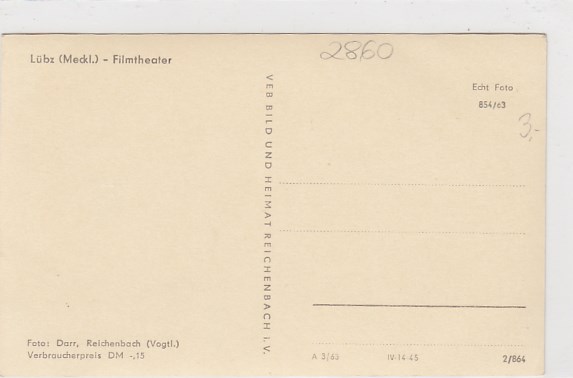 Lübz (Meckl.) – Filmtheater
2860
Echt Foto
854/63
3,-
VEB BILD UND HEIMAT REICHENBACH I. V.
Foto: Darr, Reichenbach (Vogtl.)
Verbraucherpreis DM -,15
A 3/63 IV-14-45 2/864